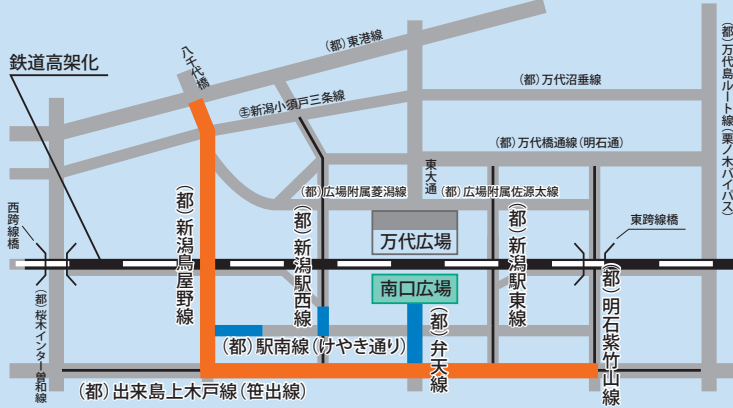 (都)東港線
八千代橋
鉄道高架化
(都)万代沼垂線
㊤新潟小須戸三条線
(都)万代島ルート線(栗ノ木バイパス)
(都)万代橋通線(明石通)
東大通
(都)広場附属菱潟線
(都)広場附属佐源太線
西跨線橋
(都)新潟鳥屋野線
(都)新潟駅西線
万代広場
(都)新潟駅東線
東跨線橋
南口広場
(都)桜木インター曽和線
(都)駅南線(けやき通り)
(都)弁天線
(都)明石紫竹山線
(都)出来島上木戸線(笹出線)